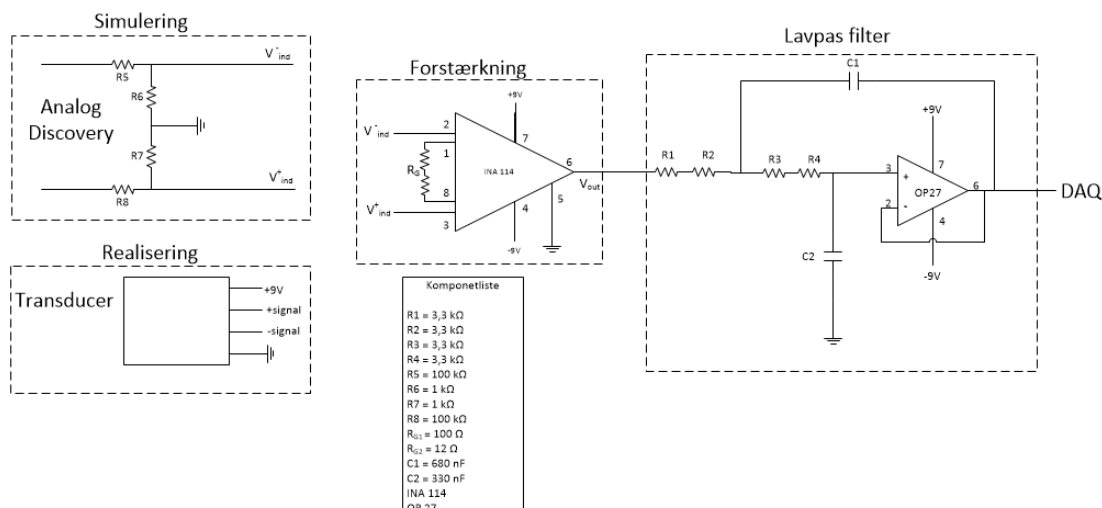 Simulering
V-ind
R5
R6
Analog
Discovery
R7
V+ind
R8
Realisering
Transducer
+9V
+signal
-signal
Forstærkning
+9V
V-ind
2
7
1
RG
INA 114
6
Vout
8
5
V+ind
4
3
-9V
Komponetliste
R1 = 3,3 kΩ
R2 = 3,3 kΩ
R3 = 3,3 kΩ
R4 = 3,3 kΩ
R5 = 100 kΩ
R6 = 1 kΩ
R7 = 1 kΩ
R8 = 100 kΩ
RG1 = 100 Ω
RG2 = 12 Ω
C1 = 680 nF
C2 = 330 nF
INA 114
OP 27
Lavpas filter
C1
+9V
R1
R2
R3
R4
7
3
+
OP27
6
DAQ
2
-
4
C2
-9V